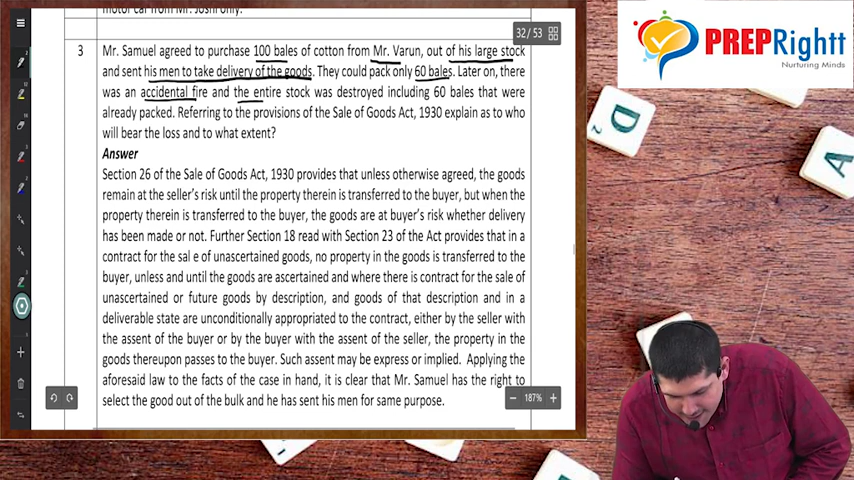 motor car from Mr. Joshi only.
32/53
3 Mr. Samuel agreed to purchase 100 bales of cotton from Mr. Varun, out of his large stock
and sent his men to take delivery of the goods. They could pack only 60 bales. Later on, there
was an accidental fire and the entire stock was destroyed including 60 bales that were
already packed. Referring to the provisions of the Sale of Goods Act, 1930 explain as to who
will bear the loss and to what extent?
Answer
Section 26 of the Sale of Goods Act, 1930 provides that unless otherwise agreed, the goods
remain at the seller's risk until the property therein is transferred to the buyer, but when the
property therein is transferred to the buyer, the goods are at buyer's risk whether delivery
has been made or not. Further Section 18 read with Section 23 of the Act provides that in a
contract for the sal e of unascertained goods, no property in the goods is transferred to the
buyer, unless and until the goods are ascertained and where there is contract for the sale of
unascertained or future goods by description, and goods of that description and in a
deliverable state are unconditionally appropriated to the contract, either by the seller with
the assent of the buyer or by the buyer with the assent of the seller, the property in the
goods thereupon passes to the buyer. Such assent may be express or implied. Applying the
aforesaid law to the facts of the case in hand, it is clear that Mr. Samuel has the right to
select the good out of the bulk and he has sent his men for same purpose.
187%
PREPRightt
Nurturing Minds
D2
A